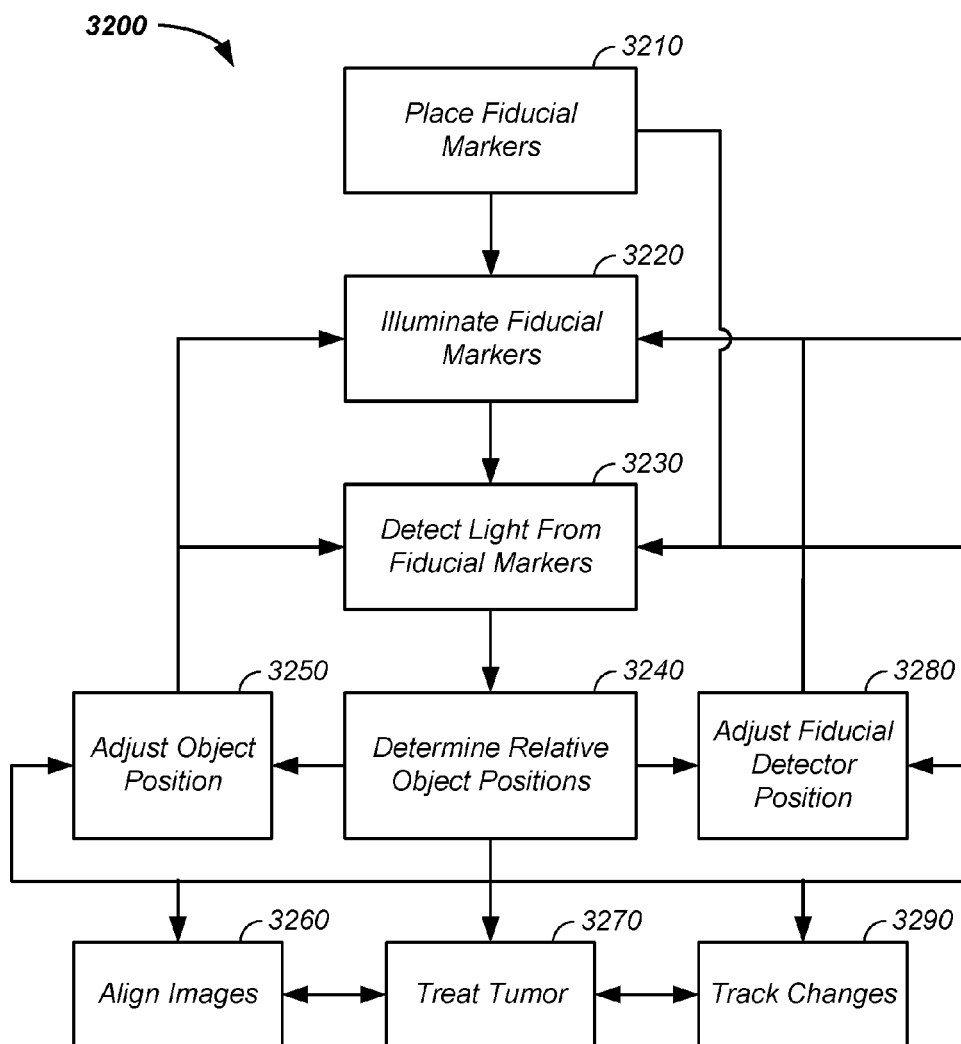 3200
3210
Place Fiducial
Markers
3220
Illuminate Fiducial
Markers
3230
Detect Light From
Fiducial Markers
3250
Adjust Object
Position
3240
Determine Relative
Object Positions
3280
Adjust Fiducial
Detector
Position
3260
Align Images
3270
Treat Tumor
3290
Track Changes